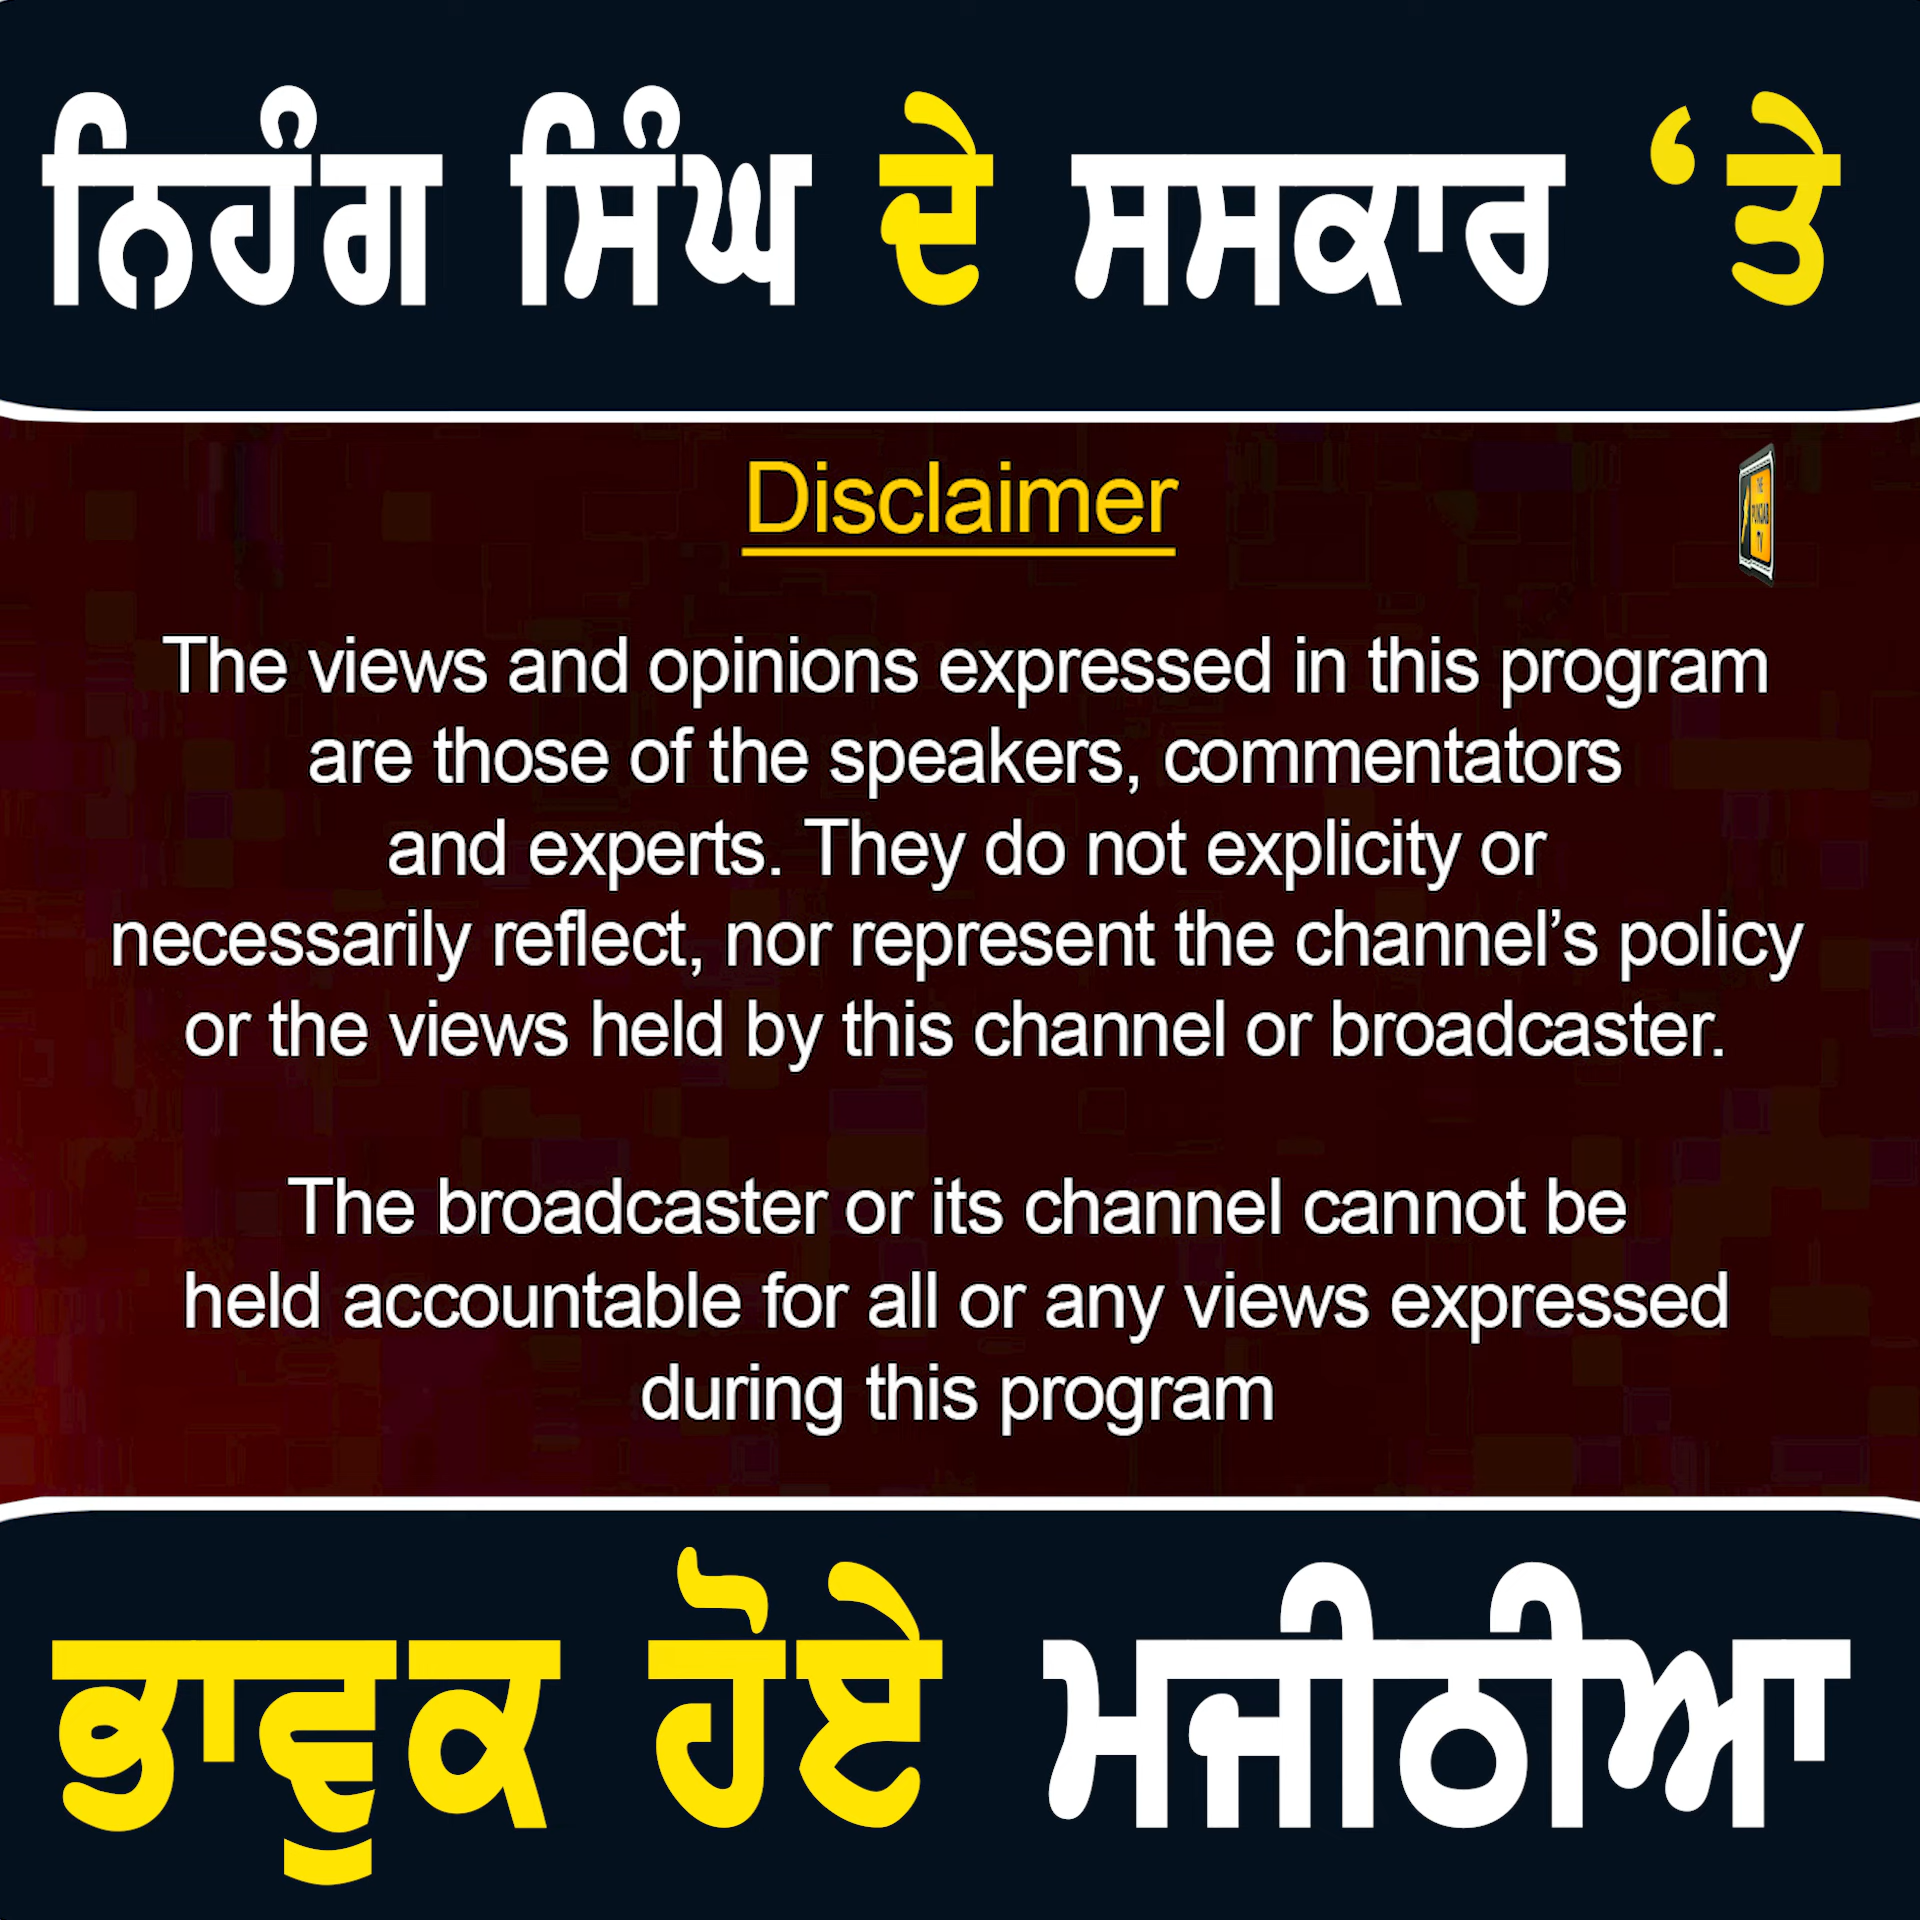 ਨਿਹੰਗ ਸਿੰਘ ਦੇ ਸਸਕਾਰ ‘ਤੇ
Disclaimer
THE
PUNJAB
TV
The views and opinions expressed in this program
are those of the speakers, commentators
and experts. They do not explicity or
necessarily reflect, nor represent the channel’s policy
or the views held by this channel or broadcaster.
The broadcaster or its channel cannot be
held accountable for all or any views expressed
during this program
ਭਾਵੂਕ ਹੋਏ ਮਜੀਠੀਆ